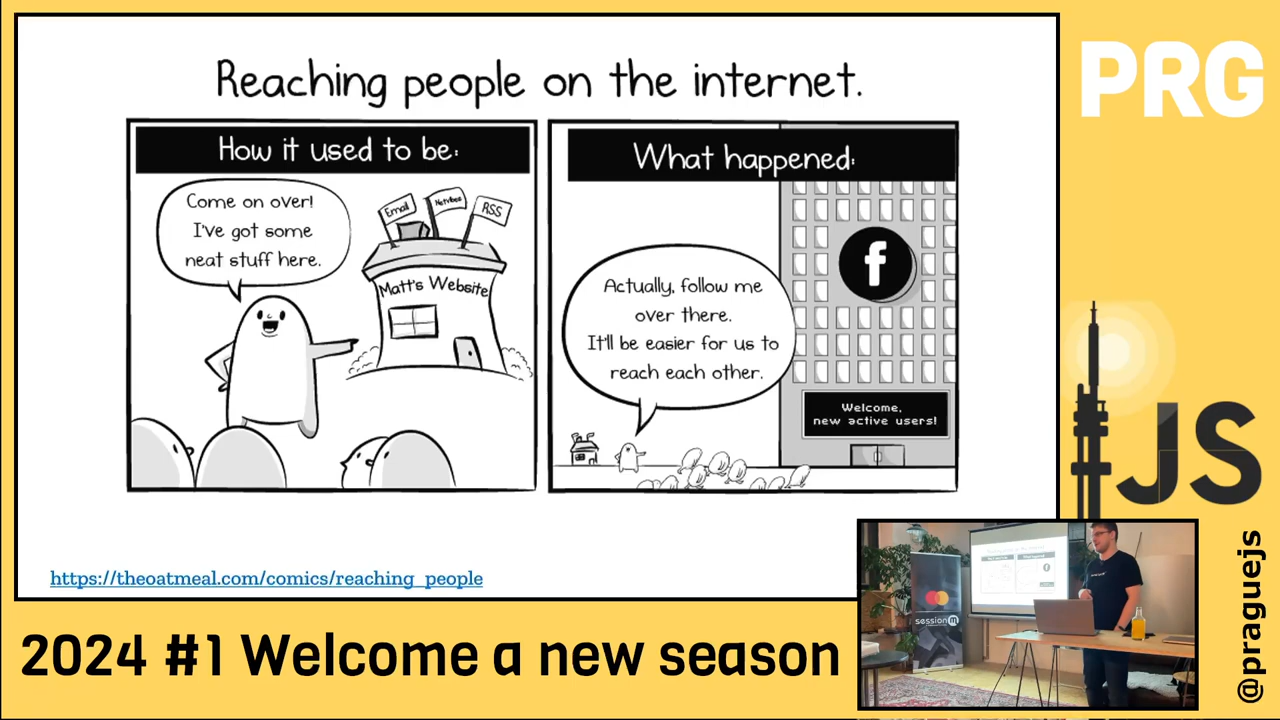 Reaching people on the internet.
How it used to be:
Come on over!
I've got some
neat stuff here.
Email
Netvibes
RSS
Matt's Website
What happened:
Actually, follow me
over there.
It'll be easier for us to
reach each other.
f
Welcome,
new active users!
https://theoatmeal.com/comics/reaching_people
PRG
JS
@praguejs
2024 #1 Welcome a new season
session m